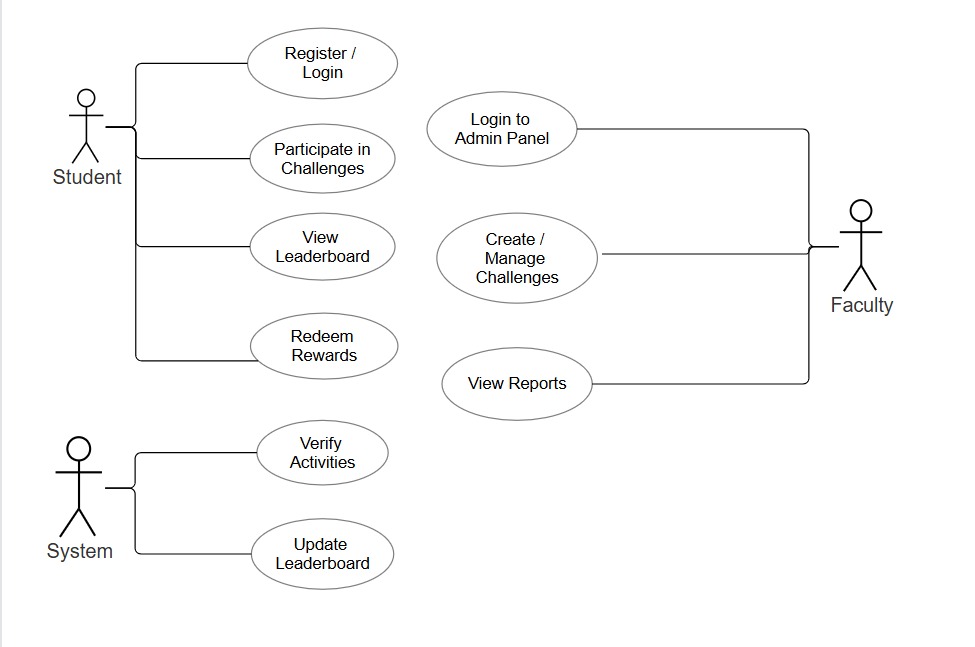 Register /
Login
Participate in
Challenges
Student
View
Leaderboard
Redeem
Rewards
Login to
Admin Panel
Create /
Manage
Challenges
View Reports
Faculty
Verify
Activities
System
Update
Leaderboard